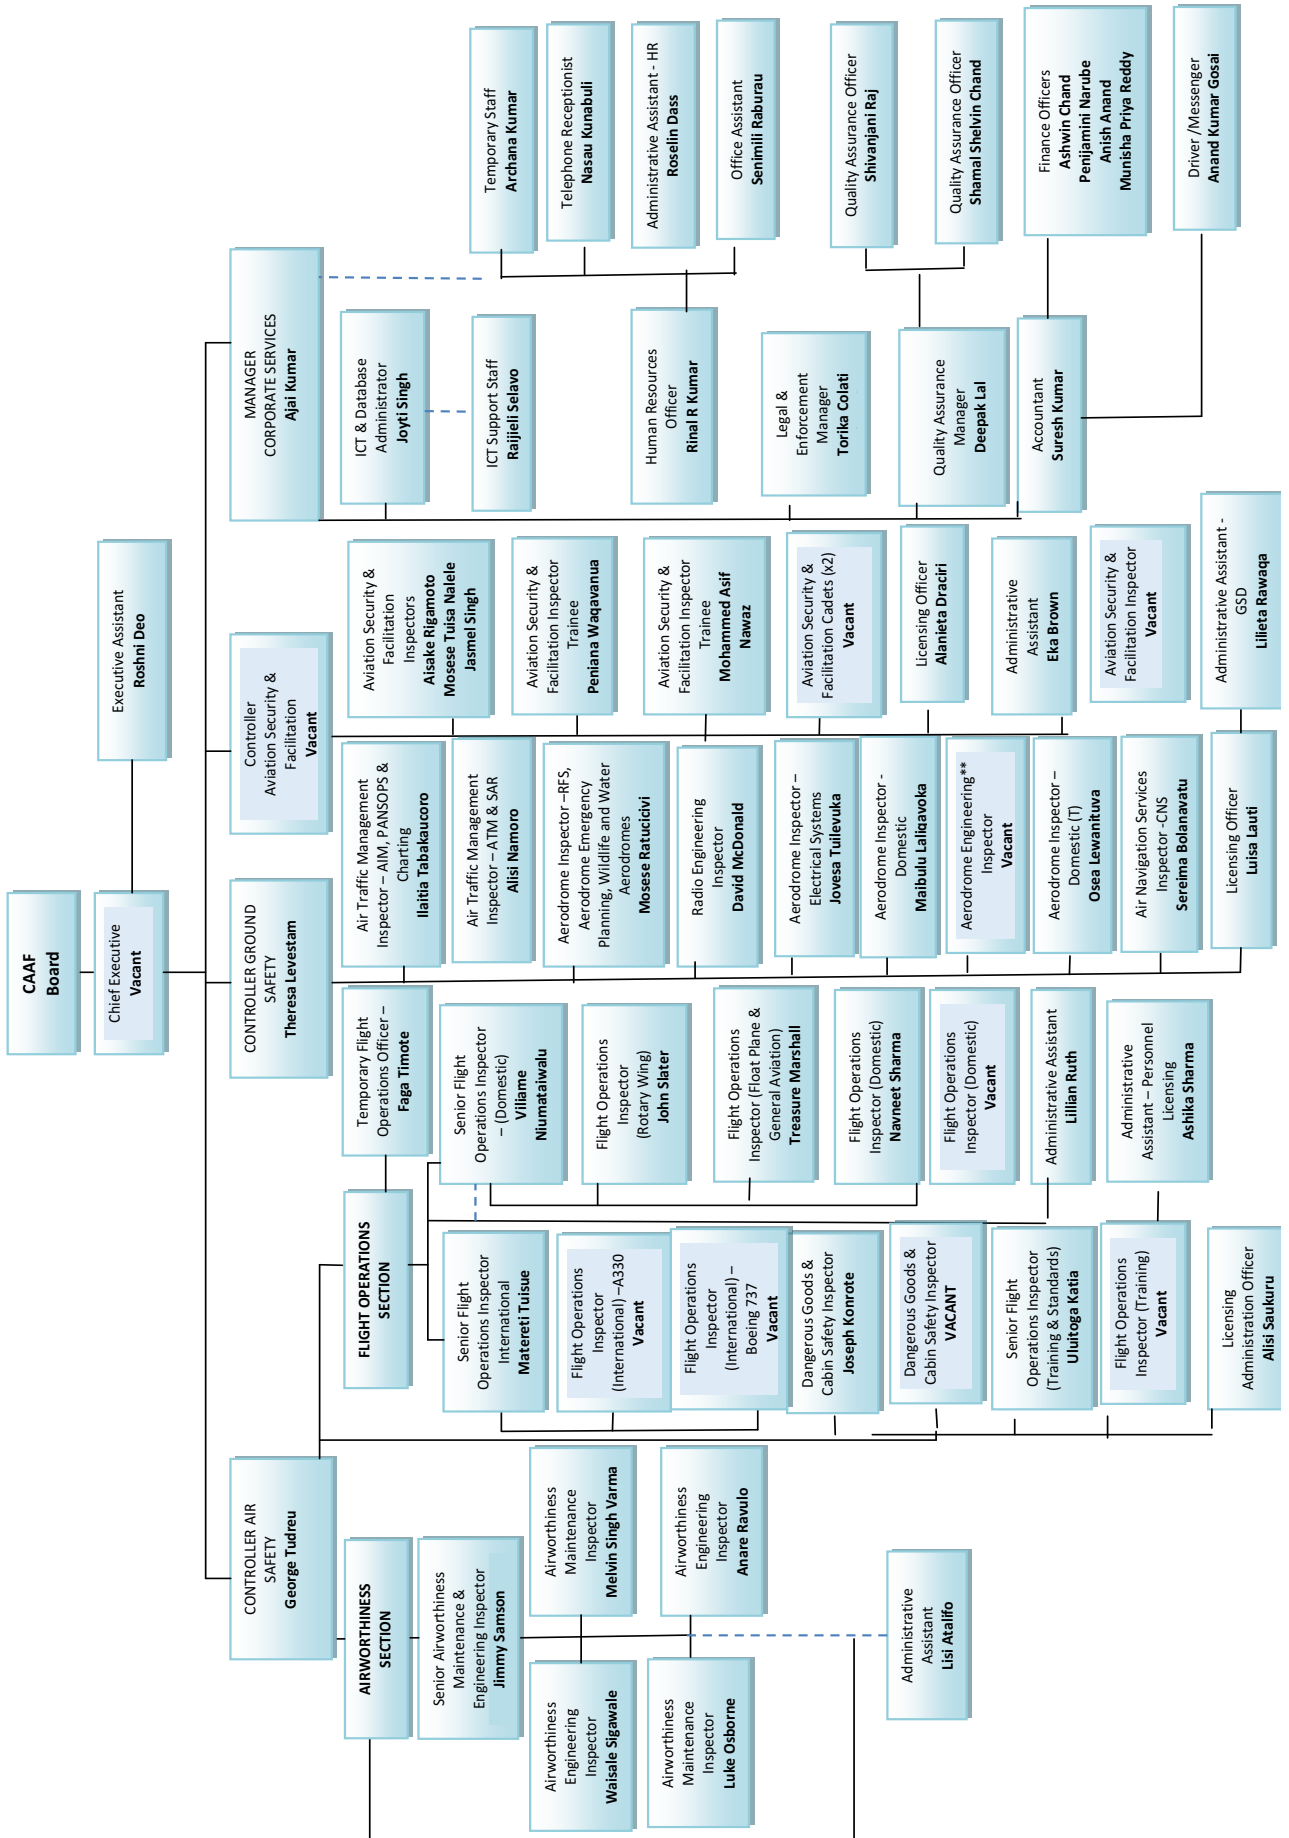 CAAF
Board
Chief Executive
Vacant
Executive Assistant
Roshni Deo
CONTROLLER AIR
SAFETY
George Tudreu
CONTROLLER GROUND
SAFETY
Theresa Levestam
Controller
Aviation Security &
Facilitation
Vacant
MANAGER
CORPORATE SERVICES
Ajai Kumar
AIRWORTHINESS
SECTION
Senior Airworthiness
Maintenance &
Engineering Inspector
Jimmy Samson
Airworthiness
Engineering
Inspector
Waisale Sigawale
Airworthiness
Maintenance
Inspector
Melvin Singh Varma
Airworthiness
Maintenance
Inspector
Luke Osborne
Airworthiness
Engineering
Inspector
Anare Ravulo
Administrative
Assistant
Lisi Atalifo
FLIGHT OPERATIONS
SECTION
Temporary Flight
Operations Officer –
Faga Timote
Senior Flight
Operations Inspector
International
Matereti Tuisue
Flight Operations
Inspector
(International) –A330
Vacant
Flight Operations
Inspector
(International) –
Boeing 737
Vacant
Dangerous Goods &
Cabin Safety Inspector
Joseph Konrote
Dangerous Goods &
Cabin Safety Inspector
VACANT
Senior Flight
Operations Inspector
(Training & Standards)
Uluitoga Katia
Flight Operations
Inspector (Training)
Vacant
Licensing
Administration Officer
Alisi Saukuru
Senior Flight
Operations Inspector
– (Domestic)
Viliame
Niumataiwalu
Flight Operations
Inspector
(Rotary Wing)
John Slater
Flight Operations
Inspector (Float Plane &
General Aviation)
Treasure Marshall
Flight Operations
Inspector (Domestic)
Navneet Sharma
Flight Operations
Inspector (Domestic)
Vacant
Administrative Assistant
Lillian Ruth
Administrative
Assistant – Personnel
Licensing
Ashika Sharma
Air Traffic Management
Inspector – AIM, PANSOPS &
Charting
Ilaitia Tabakaucoro
Air Traffic Management
Inspector – ATM & SAR
Alisi Namoro
Aerodrome Inspector –RFS,
Aerodrome Emergency
Planning, Wildlife and Water
Aerodromes
Mosese Ratucicivi
Radio Engineering
Inspector
David McDonald
Aerodrome Inspector –
Electrical Systems
Jovesa Tuilevuka
Aerodrome Inspector -
Domestic
Maibulu Laliqavoka
Aerodrome Engineering**
Inspector
Vacant
Aerodrome Inspector –
Domestic (T)
Osea Lewanituva
Air Navigation Services
Inspector -CNS
Sereima Bolanavatu
Licensing Officer
Luisa Lauti
Administrative Assistant -
GSD
Lilieta Rawaqa
Aviation Security &
Facilitation
Inspectors
Aisake Rigamoto
Mosese Tuisa Nalele
Jasmel Singh
Aviation Security &
Facilitation Inspector
Trainee
Peniana Waqavanua
Aviation Security &
Facilitation Inspector
Trainee
Mohammed Asif
Nawaz
Aviation Security &
Facilitation Cadets (x2)
Vacant
Licensing Officer
Alanieta Draciri
Administrative
Assistant
Eka Brown
Aviation Security &
Facilitation Inspector
Vacant
ICT & Database
Administrator
Joyti Singh
ICT Support Staff
Raijieli Selavo
Human Resources
Officer
Rinal R Kumar
Legal &
Enforcement
Manager
Torika Colati
Quality Assurance
Manager
Deepak Lal
Accountant
Suresh Kumar
Temporary Staff
Archana Kumar
Telephone Receptionist
Nasau Kunabuli
Administrative Assistant - HR
Roselin Dass
Office Assistant
Senimili Raburau
Quality Assurance Officer
Shivanjani Raj
Quality Assurance Officer
Shamal Shelvin Chand
Finance Officers
Ashwin Chand
Penijamini Narube
Anish Anand
Munisha Priya Reddy
Driver /Messenger
Anand Kumar Gosai